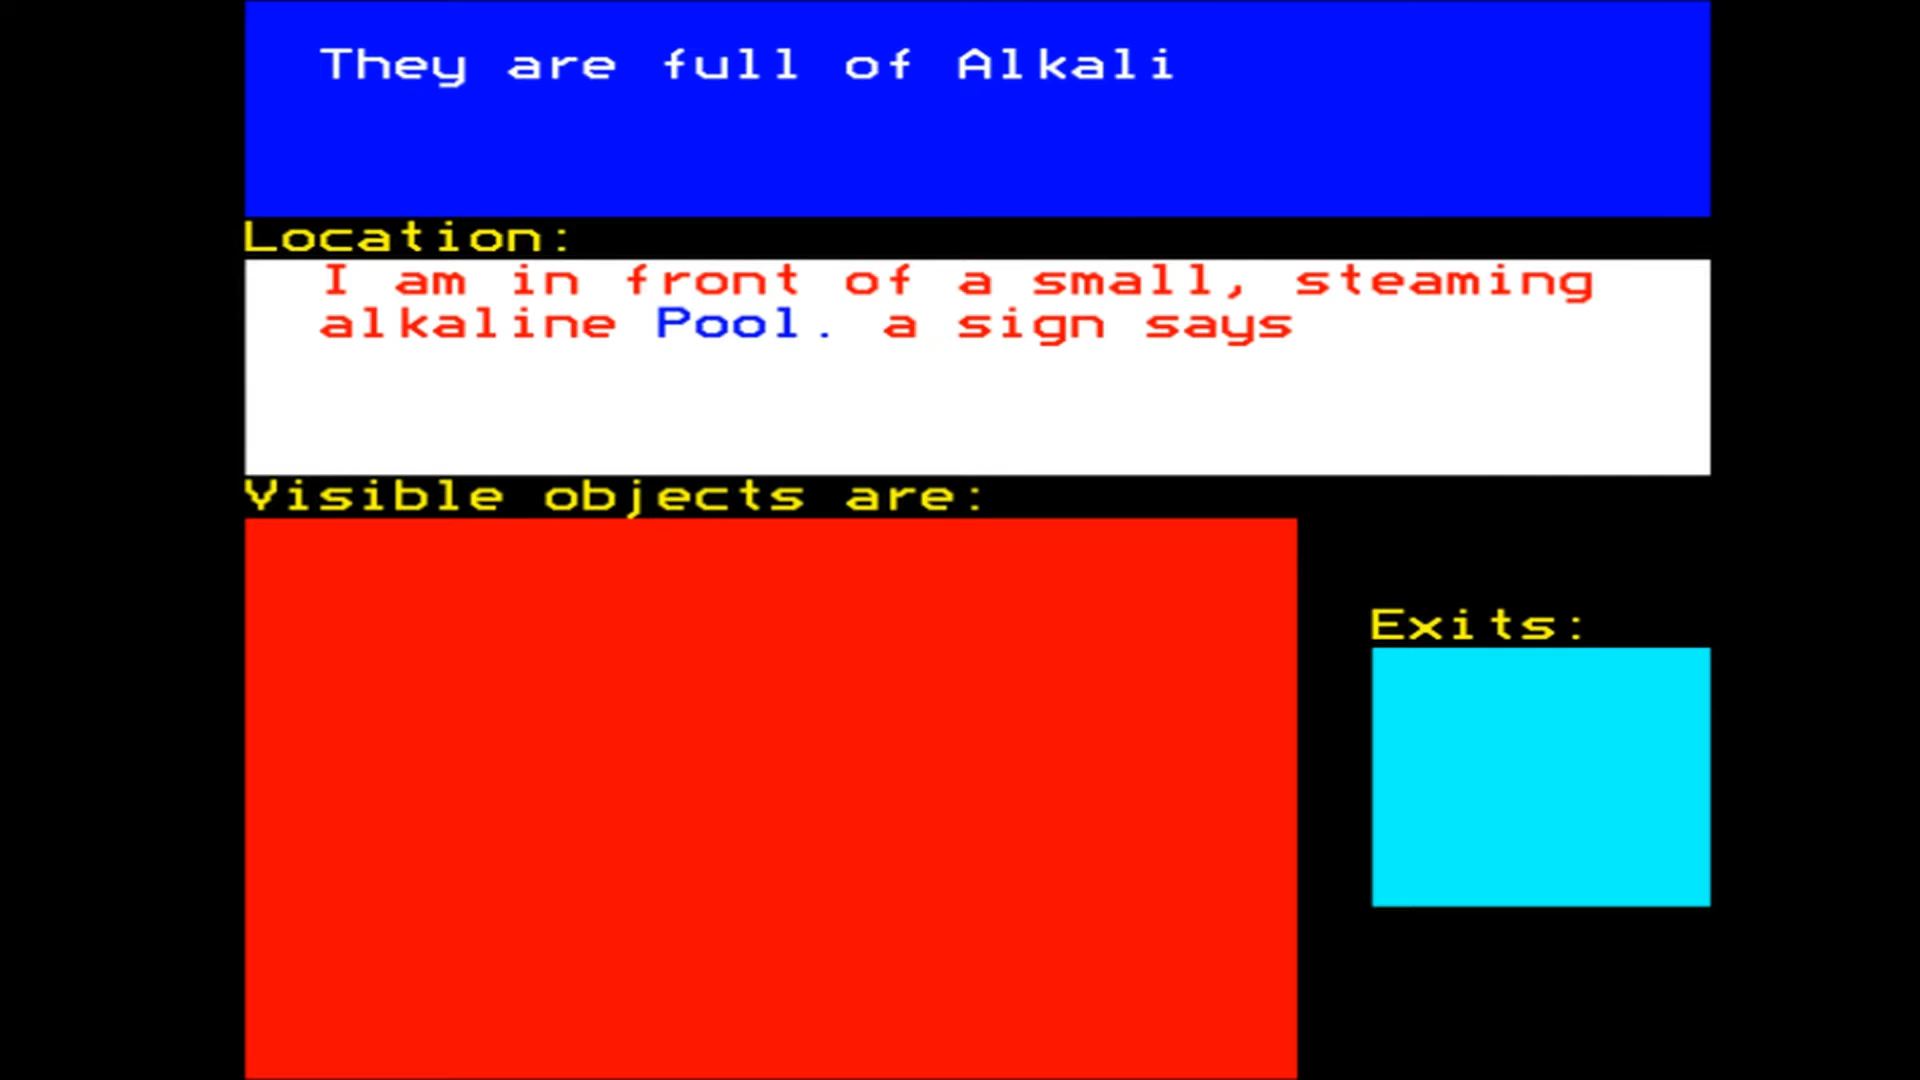 They are full of Alkali
Location:
I am in front of a small, steaming
alkaline Pool. a sign says
Visible objects are:
Exits: